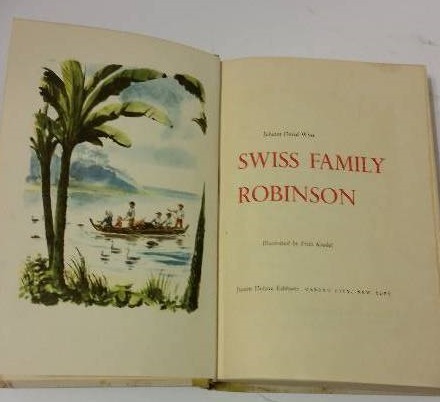 Johann David Wyss
SWISS FAMILY
ROBINSON
Illustrated by Fritz Kredel
Junior Deluxe Editions GARDEN CITY, NEW YORK